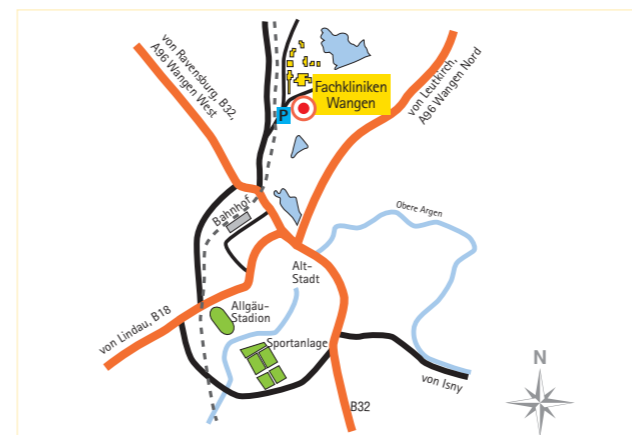 von Ravensburg, B32,
A96 Wangen West
Fachkliniken
Wangen
P
von Leutkirch,
A96 Wangen Nord
Bahnhof
Obere Argen
Alt-
Stadt
Allgäu-
Stadion
von Lindau, B18
Sportanlage
von Isny
B32
N